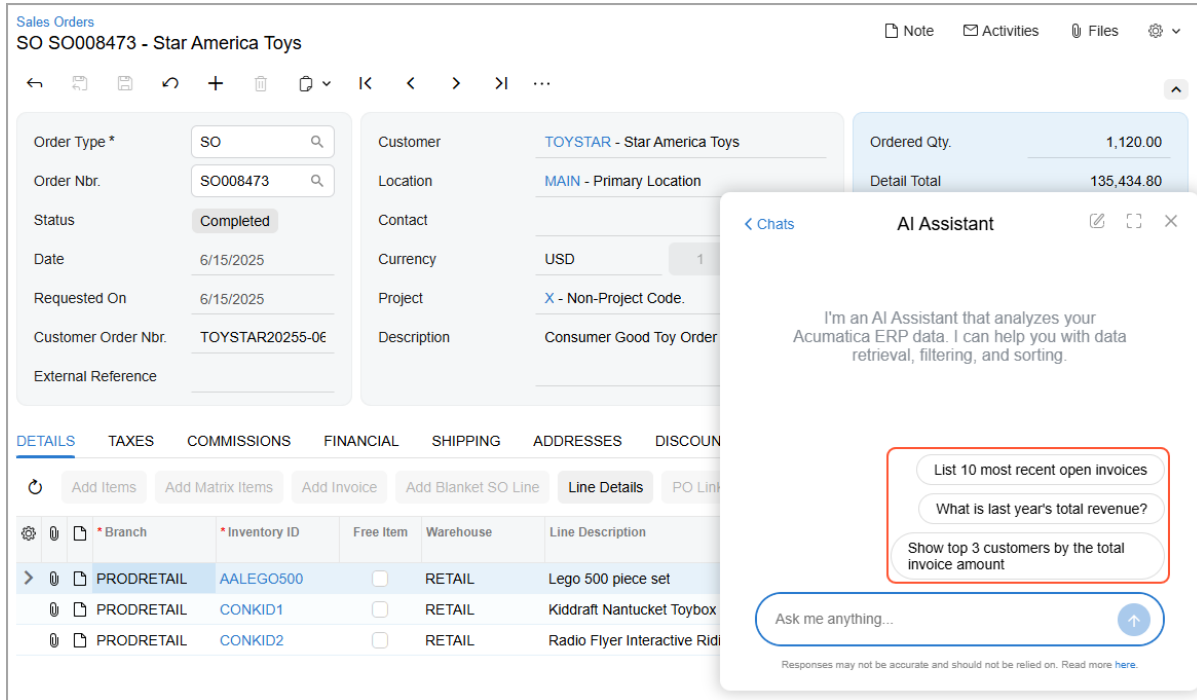 Sales Orders
SO SO008473 - Star America Toys
Note Activities Files
Order Type * SO
Order Nbr. SO008473
Status Completed
Date 6/15/2025
Requested On 6/15/2025
Customer Order Nbr. TOYSTAR20255-06
External Reference
Customer TOYSTAR - Star America Toys
Location MAIN - Primary Location
Contact
Currency USD 1
Project X - Non-Project Code.
Description Consumer Good Toy Order
Ordered Qty. 1,120.00
Detail Total 135,434.80
DETAILS TAXES COMMISSIONS FINANCIAL SHIPPING ADDRESSES DISCOUN
Add Items Add Matrix Items Add Invoice Add Blanket SO Line Line Details PO Link
* Branch * Inventory ID Free Item Warehouse Line Description
PRODRETAIL AALEGO500 RETAIL Lego 500 piece set
PRODRETAIL CONKID1 RETAIL Kiddraft Nantucket Toybox
PRODRETAIL CONKID2 RETAIL Radio Flyer Interactive Ridi
Chats AI Assistant
I'm an AI Assistant that analyzes your
Acumatica ERP data. I can help you with data
retrieval, filtering, and sorting.
List 10 most recent open invoices
What is last year's total revenue?
Show top 3 customers by the total
invoice amount
Ask me anything...
Responses may not be accurate and should not be relied on. Read more here.